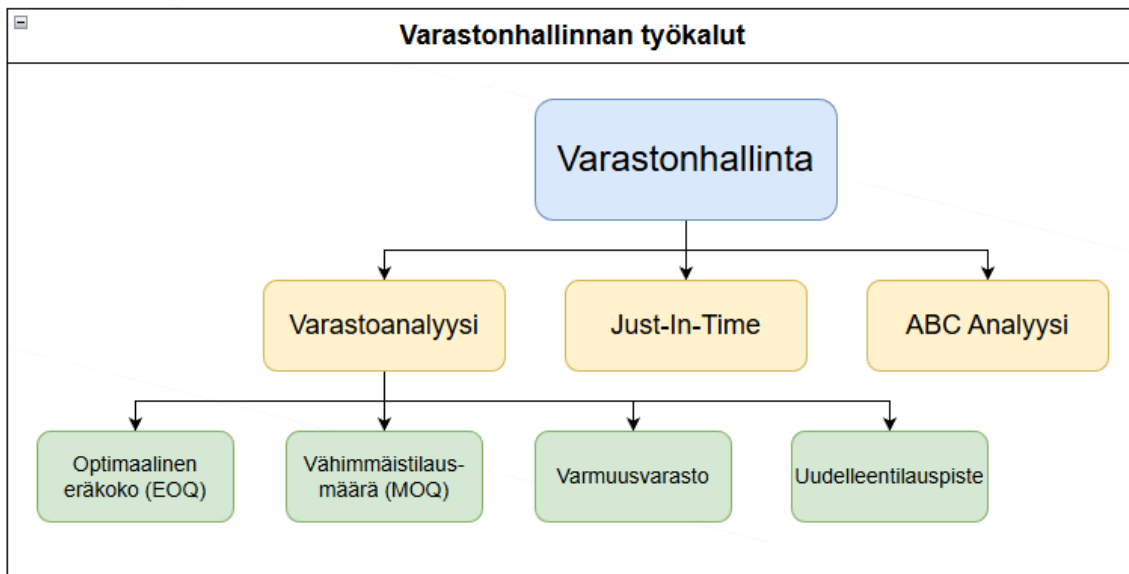 Varastonhallinnan työkalut
Varastonhallinta
Varastoanalyysi
Just-In-Time
ABC Analyysi
Optimaalinen
eräkoko (EOQ)
Vähimmäistilaus-
määrä (MOQ)
Varmuusvarasto
Uudelleentilauspiste